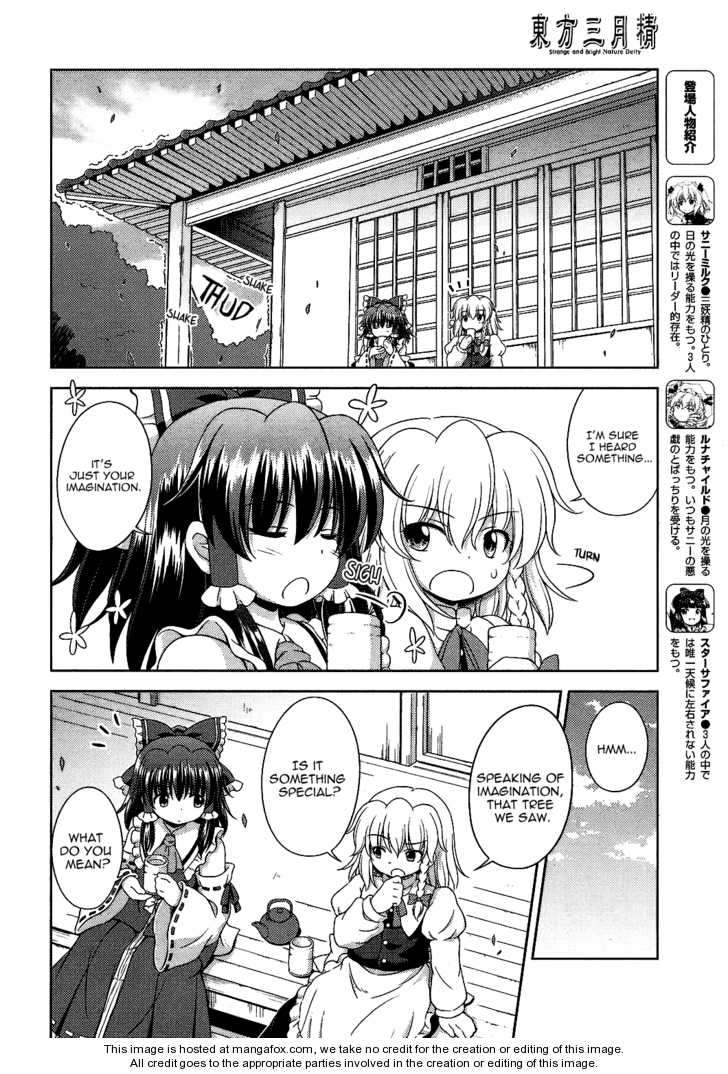 東方三月精
Strange and Bright Nature Deity
登場人物紹介
サニーミルク●三妖精のひとり。
日の光を操る能力をもつ。3人
の中ではリーダー的存在。
ルナチャイルド●月の光を操る
能力をもつ。いつもサニーの悪
戯のとばっちりを受ける。
スターサファイア●3人の中で
は唯一天候に左右されない能力
をもつ。
SHAKE
THUD
SHAKE
I'M SURE
I HEARD
SOMETHING...
TURN
IT'S
JUST YOUR
IMAGINATION.
SIGH
HMM...
SPEAKING OF
IMAGINATION,
THAT TREE
WE SAW.
IS IT
SOMETHING
SPECIAL?
WHAT
DO YOU
MEAN?
This image is hosted at mangafox.com, we take no credit for the creation or editing of this image.
All credit goes to the appropriate parties involved in the creation or editing of this image.